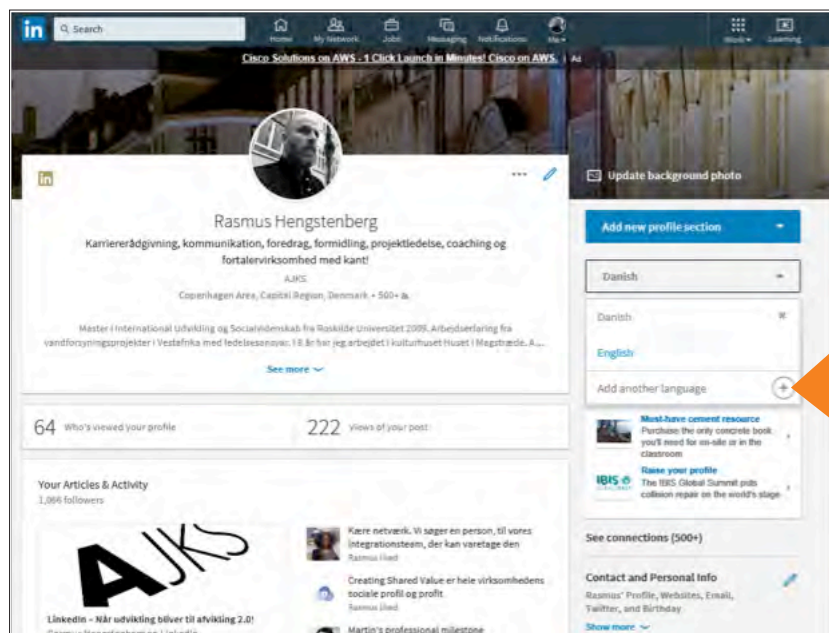 in
Search
Home
My Network
Jobs
Messaging
Notifications
Me
Work
Learning
Cisco Solutions on AWS - 1 Click Launch in Minutes! Cisco on AWS. Ad
Update background photo
in
...
Rasmus Hengstenberg
Karriererådgivning, kommunikation, foredrag, formidling, projektledelse, coaching og
fortalervirksomhed med kant!
AJKS
Copenhagen Area, Capital Region, Denmark • 500+
Master i International Udvikling og Socialvidenskab fra Roskilde Universitet 2009. Arbejdserfaring fra
vandforsyningsprojekter i Vestafrika med ledelsesansvar. I 8 år har jeg arbejdet i kulturhuset Huset i Magstræde. A...
See more
64 Who's viewed your profile
222 Views of your post
Your Articles & Activity
1,066 followers
AJKS
LinkedIn – Når udvikling bliver til afvikling 2.0!
Kære netværk. Vi søger en person, til vores
integrationsteam, der kan varetage den
Rasmus liked
Creating Shared Value er hele virksomhedens
sociale profil og profit
Rasmus liked
Martin's professional milestone
Add new profile section
Danish
Danish
English
Add another language
Must-have cement resource
Purchase the only concrete book
you'll need for on-site or in the
classroom
IBIS
Raise your profile
The IBIS Global Summit puts
collision repair on the world's stage
See connections (500+)
Contact and Personal Info
Rasmus' Profile, Websites, Email,
Twitter, and Birthday
Show more